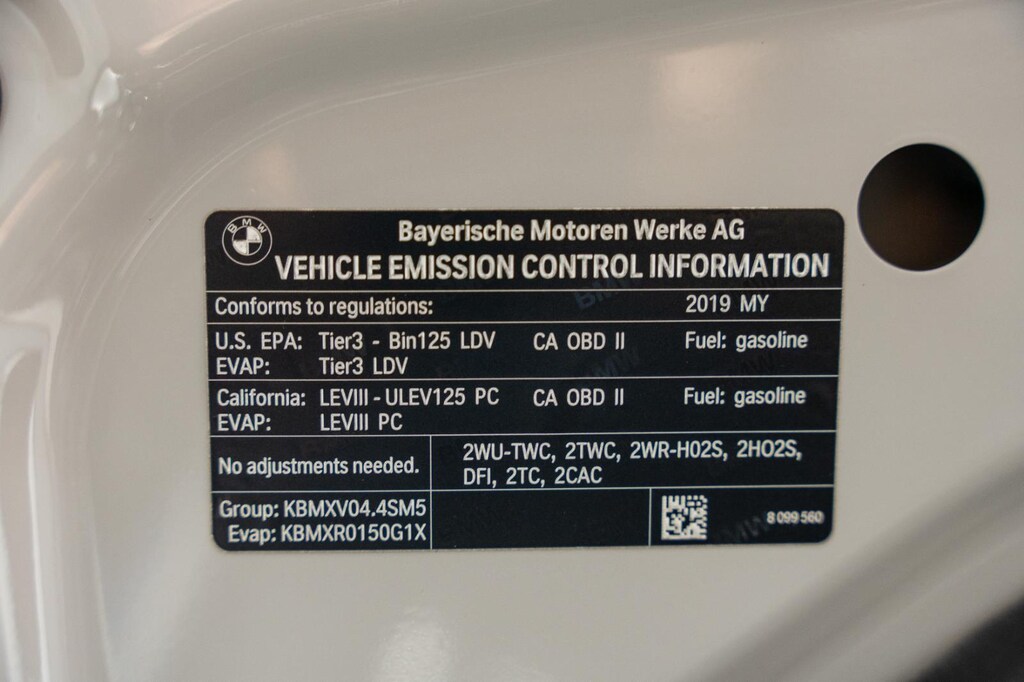 BMW
Bayerische Motoren Werke AG
VEHICLE EMISSION CONTROL INFORMATION
Conforms to regulations: 2019 MY
U.S. EPA: Tier3 - Bin125 LDV CA OBD II Fuel: gasoline
EVAP: Tier3 LDV
California: LEVIII - ULEV125 PC CA OBD II Fuel: gasoline
EVAP: LEVIII PC
No adjustments needed.
2WU-TWC, 2TWC, 2WR-HO2S, 2HO2S,
DFI, 2TC, 2CAC
Group: KBMXV04.4SM5
Evap: KBMXR0150G1X
8 099 560